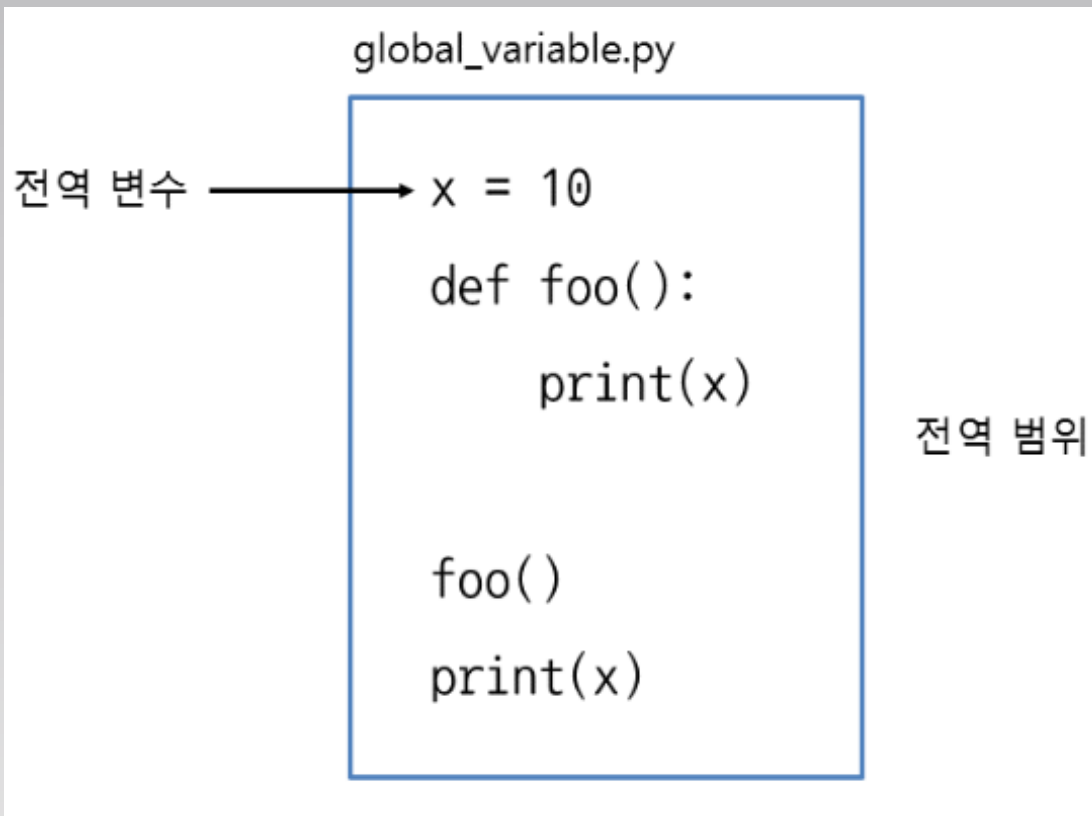 global_variable.py
전역 변수
x = 10
def foo():
    print(x)
전역 범위
foo()
print(x)